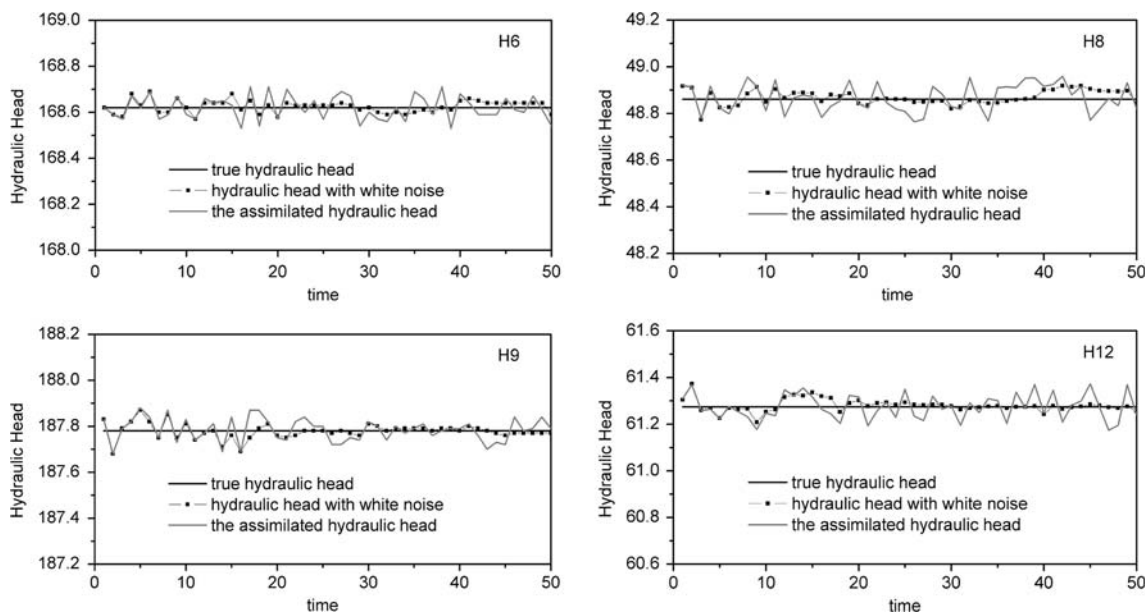 169.0
168.8
168.6
168.4
168.2
168.0
Hydraulic Head
H6
true hydraulic head
hydraulic head with white noise
the assimilated hydraulic head
0 10 20 30 40 50
time
49.2
49.0
48.8
48.6
48.4
48.2
Hydraulic Head
H8
true hydraulic head
hydraulic head with white noise
the assimilated hydraulic head
0 10 20 30 40 50
time
188.2
188.0
187.8
187.6
187.4
187.2
Hydraulic Head
H9
true hydraulic head
hydraulic head with white noise
the assimilated hydraulic head
0 10 20 30 40 50
time
61.6
61.4
61.2
61.0
60.8
60.6
Hydraulic Head
H12
true hydraulic head
hydraulic head with white noise
the assimilated hydraulic head
0 10 20 30 40 50
time